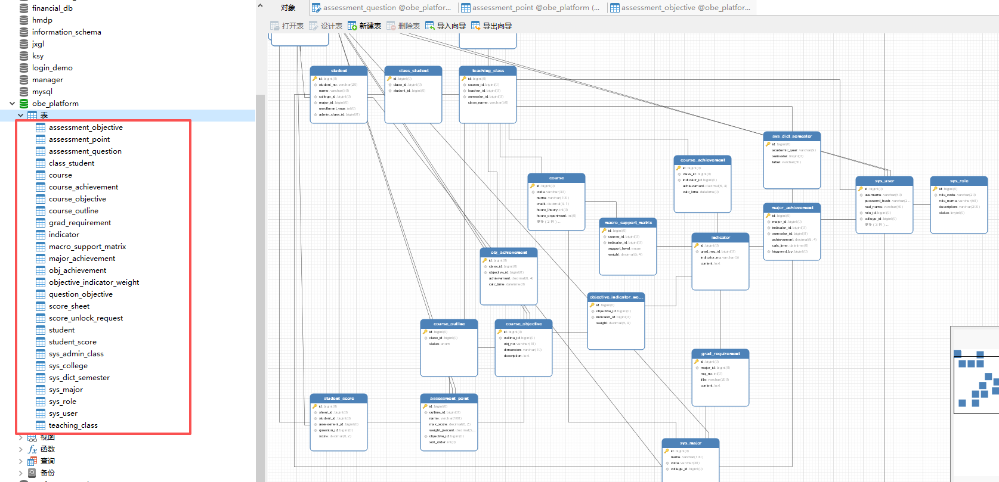 financial_db
hmdp
information_schema
jxgl
ksy
login_demo
manager
mysql
obe_platform
表
assessment_objective
assessment_point
assessment_question
class_student
course
course_achievement
course_objective
course_outline
grad_requirement
indicator
macro_support_matrix
major_achievement
obj_achievement
objective_indicator_weight
question_objective
score_sheet
score_unlock_request
student
student_score
sys_admin_class
sys_college
sys_dict_semester
sys_major
sys_role
sys_user
teaching_class
视图
fx 函数
查询
备份
对象
assessment_question @obe_platfor...
assessment_point @obe_platform (...
assessment_objective @obe_platfor...
打开表 设计表 新建表 删除表 导入向导 导出向导
student
id: bigint(0)
student_no: varchar(20)
name: varchar(50)
college_id: bigint(0)
major_id: bigint(0)
enrollment_year: int(0)
admin_class_id: bigint(0)
class_student
id: bigint(0)
class_id: bigint(0)
student_id: bigint(0)
teaching_class
id: bigint(0)
course_id: bigint(0)
teacher_id: bigint(0)
semester_id: bigint(0)
class_name: varchar(50)
sys_dict_semester
id: bigint(0)
academic_year: varchar(9)
semester: tinyint(0)
label: varchar(30)
course_achievement
id: bigint(0)
class_id: bigint(0)
indicator_id: bigint(0)
achievement: decimal(6, 4)
calc_time: datetime(0)
course
id: bigint(0)
code: varchar(30)
name: varchar(100)
credit: decimal(3, 1)
hours_theory: int(0)
hours_experiment: int(0)
更多 ( 2 列 ) ...
sys_user
id: bigint(0)
username: varchar(50)
password_hash: varchar(2...
real_name: varchar(50)
role_id: bigint(0)
college_id: bigint(0)
更多 ( 3 列 ) ...
sys_role
id: bigint(0)
role_code: varchar(20)
role_name: varchar(50)
description: varchar(200)
status: tinyint(0)
major_achievement
id: bigint(0)
major_id: bigint(0)
indicator_id: bigint(0)
semester_id: bigint(0)
achievement: decimal(6, 4)
calc_time: datetime(0)
triggered_by: bigint(0)
macro_support_matrix
id: bigint(0)
course_id: bigint(0)
indicator_id: bigint(0)
support_level: enum
weight: decimal(5, 4)
indicator
id: bigint(0)
grad_req_id: bigint(0)
indicator_no: varchar(5)
content: text
obj_achievement
id: bigint(0)
class_id: bigint(0)
objective_id: bigint(0)
achievement: decimal(6, 4)
calc_time: datetime(0)
objective_indicator_we...
id: bigint(0)
objective_id: bigint(0)
indicator_id: bigint(0)
weight: decimal(5, 4)
course_outline
id: bigint(0)
class_id: bigint(0)
status: enum
course_objective
id: bigint(0)
outline_id: bigint(0)
obj_no: varchar(10)
dimension: varchar(10)
description: text
grad_requirement
id: bigint(0)
major_id: bigint(0)
req_no: int(0)
title: varchar(200)
content: text
student_score
id: bigint(0)
sheet_id: bigint(0)
student_id: bigint(0)
assessment_id: bigint(0)
question_id: bigint(0)
score: decimal(6, 2)
assessment_point
id: bigint(0)
outline_id: bigint(0)
name: varchar(100)
max_score: decimal(6, 2)
weight_percent: decimal(5...
objective_id: bigint(0)
sort_order: int(0)
sys_major
id: bigint(0)
name: varchar(100)
code: varchar(30)
college_id: bigint(0)